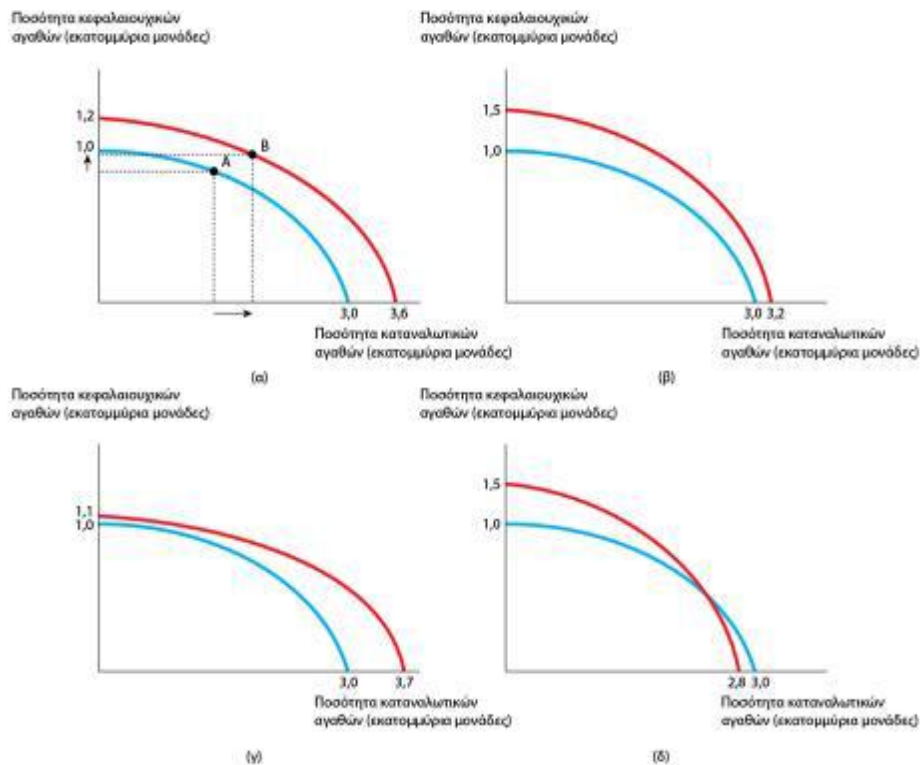 Ποσότητα κεφαλαιουχικών
αγαθών (εκατομμύρια μονάδες)
1,2
1,0
A
B
3,0
3,6
Ποσότητα καταναλωτικών
αγαθών (εκατομμύρια μονάδες)
(α)
Ποσότητα κεφαλαιουχικών
αγαθών (εκατομμύρια μονάδες)
1,5
1,0
3,0
3,2
Ποσότητα καταναλωτικών
αγαθών (εκατομμύρια μονάδες)
(β)
Ποσότητα κεφαλαιουχικών
αγαθών (εκατομμύρια μονάδες)
1,1
1,0
3,0
3,7
Ποσότητα καταναλωτικών
αγαθών (εκατομμύρια μονάδες)
(γ)
Ποσότητα κεφαλαιουχικών
αγαθών (εκατομμύρια μονάδες)
1,5
1,0
2,8
3,0
Ποσότητα καταναλωτικών
αγαθών (εκατομμύρια μονάδες)
(δ)